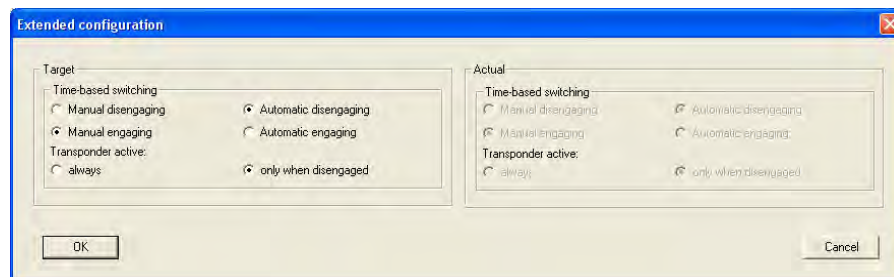 Extended configuration
Target
Time-based switching
Manual disengaging Automatic disengaging
Manual engaging Automatic engaging
Transponder active:
always only when disengaged
Actual
Time-based switching
Manual disengaging Automatic disengaging
Manual engaging Automatic engaging
Transponder active:
always only when disengaged
OK
Cancel